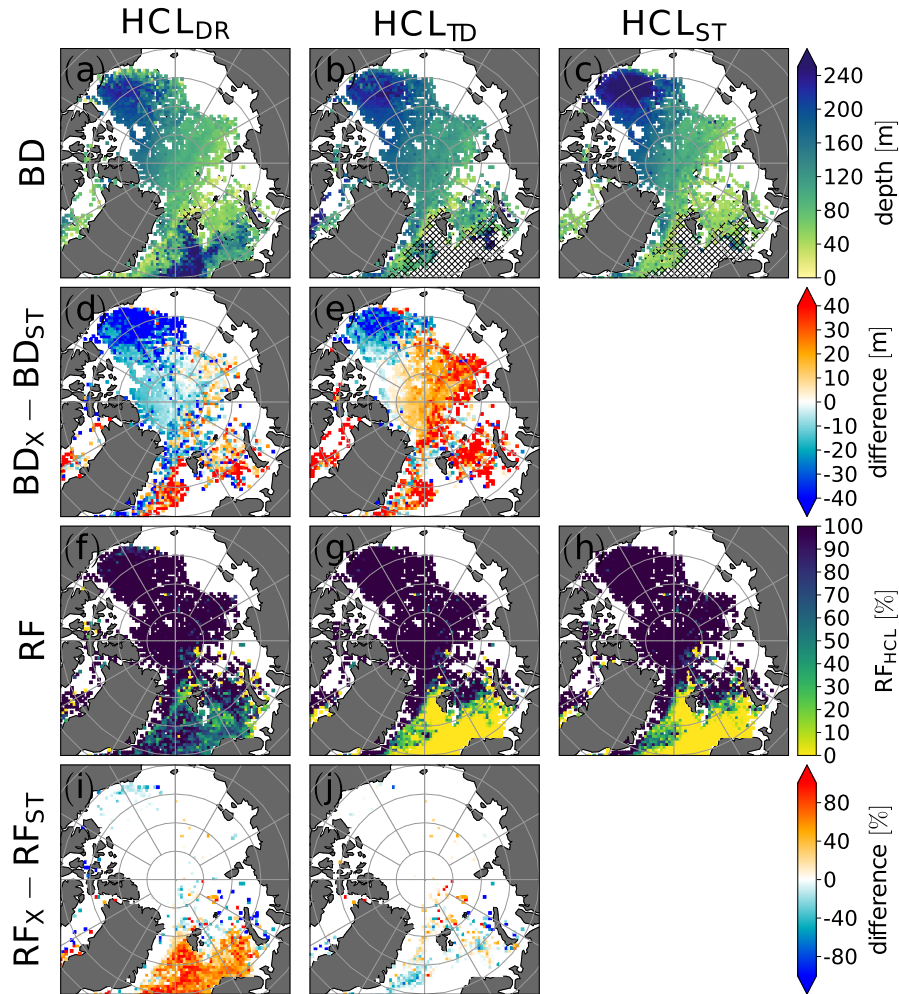 HCL_DR HCL_TD HCL_ST
BD
(a) (b) (c)
240
200
160
120
80
40
0
depth [m]
BD_X − BD_ST
(d) (e)
40
30
20
10
0
-10
-20
-30
-40
difference [m]
RF
(f) (g) (h)
100
90
80
70
60
50
40
30
20
10
0
RF_HCL [%]
RF_X − RF_ST
(i) (j)
80
40
0
-40
-80
difference [%]